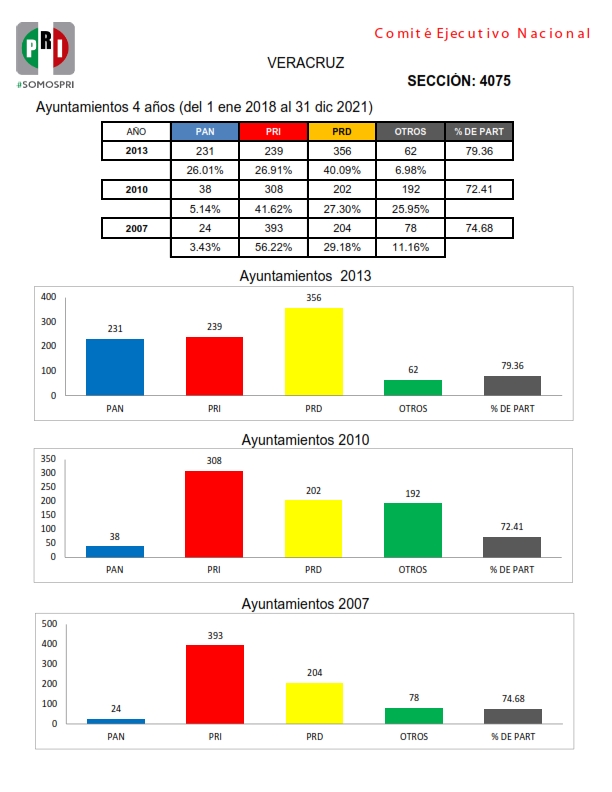 Comité Ejecutivo Nacional
PRI
#SOMOSPRI
VERACRUZ
SECCIÓN: 4075
Ayuntamientos 4 años (del 1 ene 2018 al 31 dic 2021)
AÑO PAN PRI PRD OTROS % DE PART
2013 231 239 356 62 79.36
26.01% 26.91% 40.09% 6.98%
2010 38 308 202 192 72.41
5.14% 41.62% 27.30% 25.95%
2007 24 393 204 78 74.68
3.43% 56.22% 29.18% 11.16%
Ayuntamientos 2013
400
300
200
100
0
231
239
356
62
79.36
PAN PRI PRD OTROS % DE PART
Ayuntamientos 2010
350
300
250
200
150
100
50
0
38
308
202
192
72.41
PAN PRI PRD OTROS % DE PART
Ayuntamientos 2007
500
400
300
200
100
0
24
393
204
78
74.68
PAN PRI PRD OTROS % DE PART